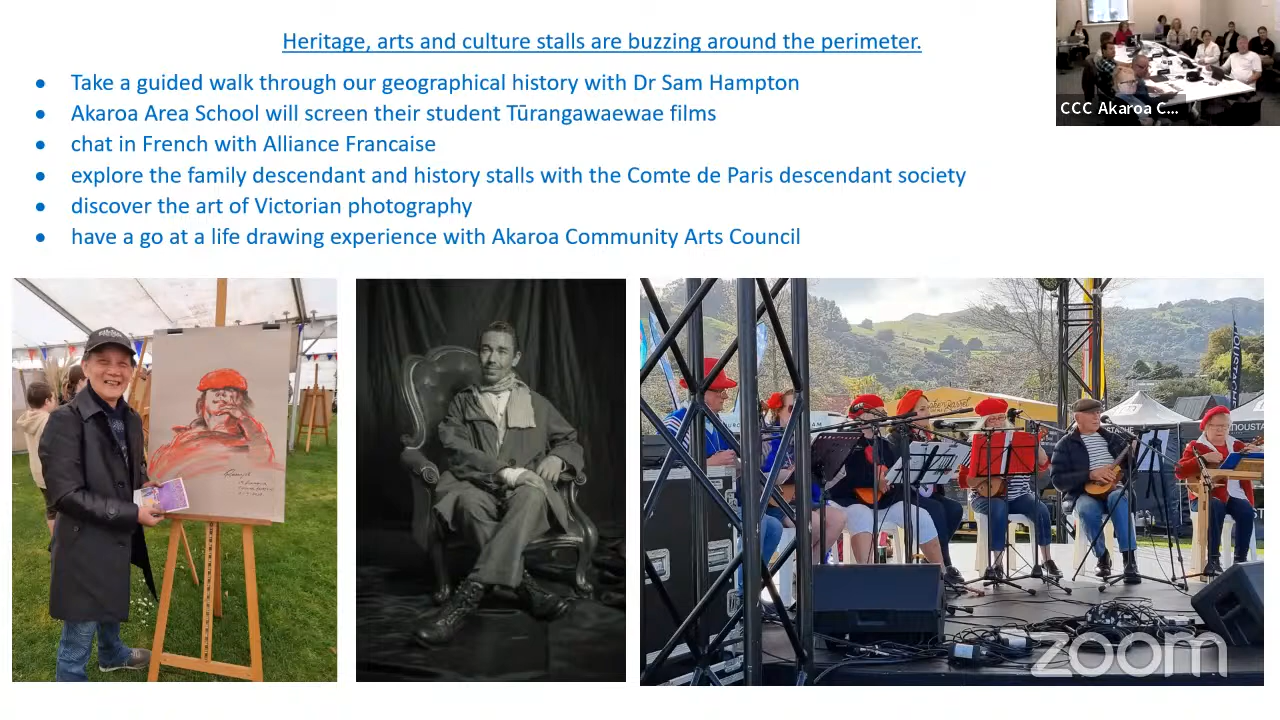 Heritage, arts and culture stalls are buzzing around the perimeter.
• Take a guided walk through our geographical history with Dr Sam Hampton
• Akaroa Area School will screen their student Tūrangawaewae films
• chat in French with Alliance Francaise
• explore the family descendant and history stalls with the Comte de Paris descendant society
• discover the art of Victorian photography
• have a go at a life drawing experience with Akaroa Community Arts Council
CCC Akaroa C...
zoom